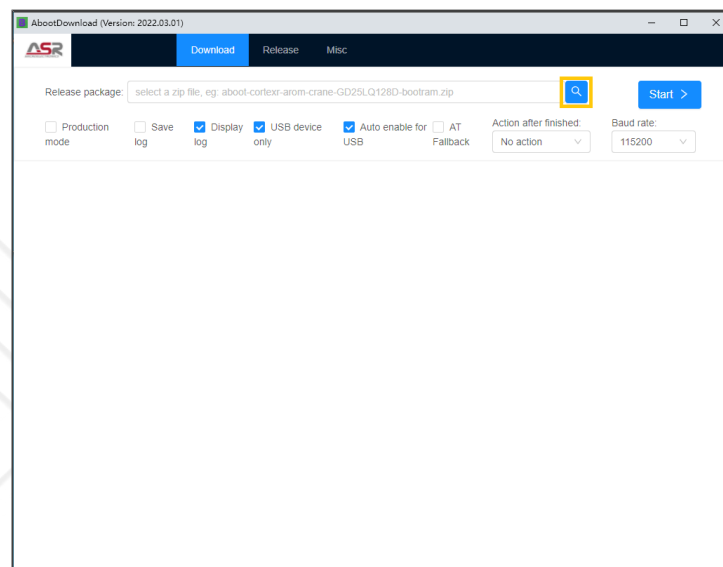 AbootDownload (Version: 2022.03.01)
ASR
Download Release Misc
Release package: select a zip file, eg: aboot-cortexr-arom-crane-GD25LQ128D-bootram.zip
Start >
Production mode
Save log
Display log
USB device only
Auto enable for USB
AT Fallback
Action after finished:
No action
Baud rate:
115200